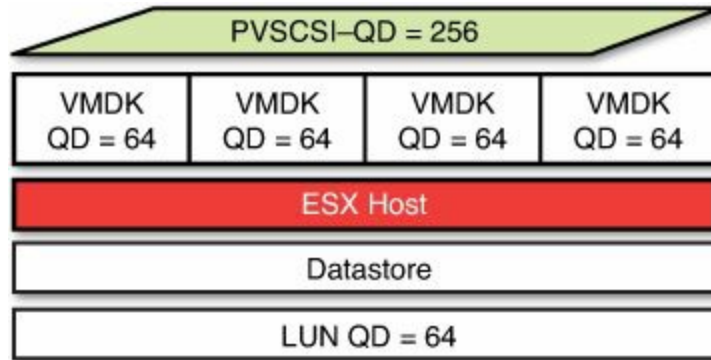 PVSCSI–QD = 256
VMDK VMDK VMDK VMDK
QD = 64 QD = 64 QD = 64 QD = 64
ESX Host
Datastore
LUN QD = 64